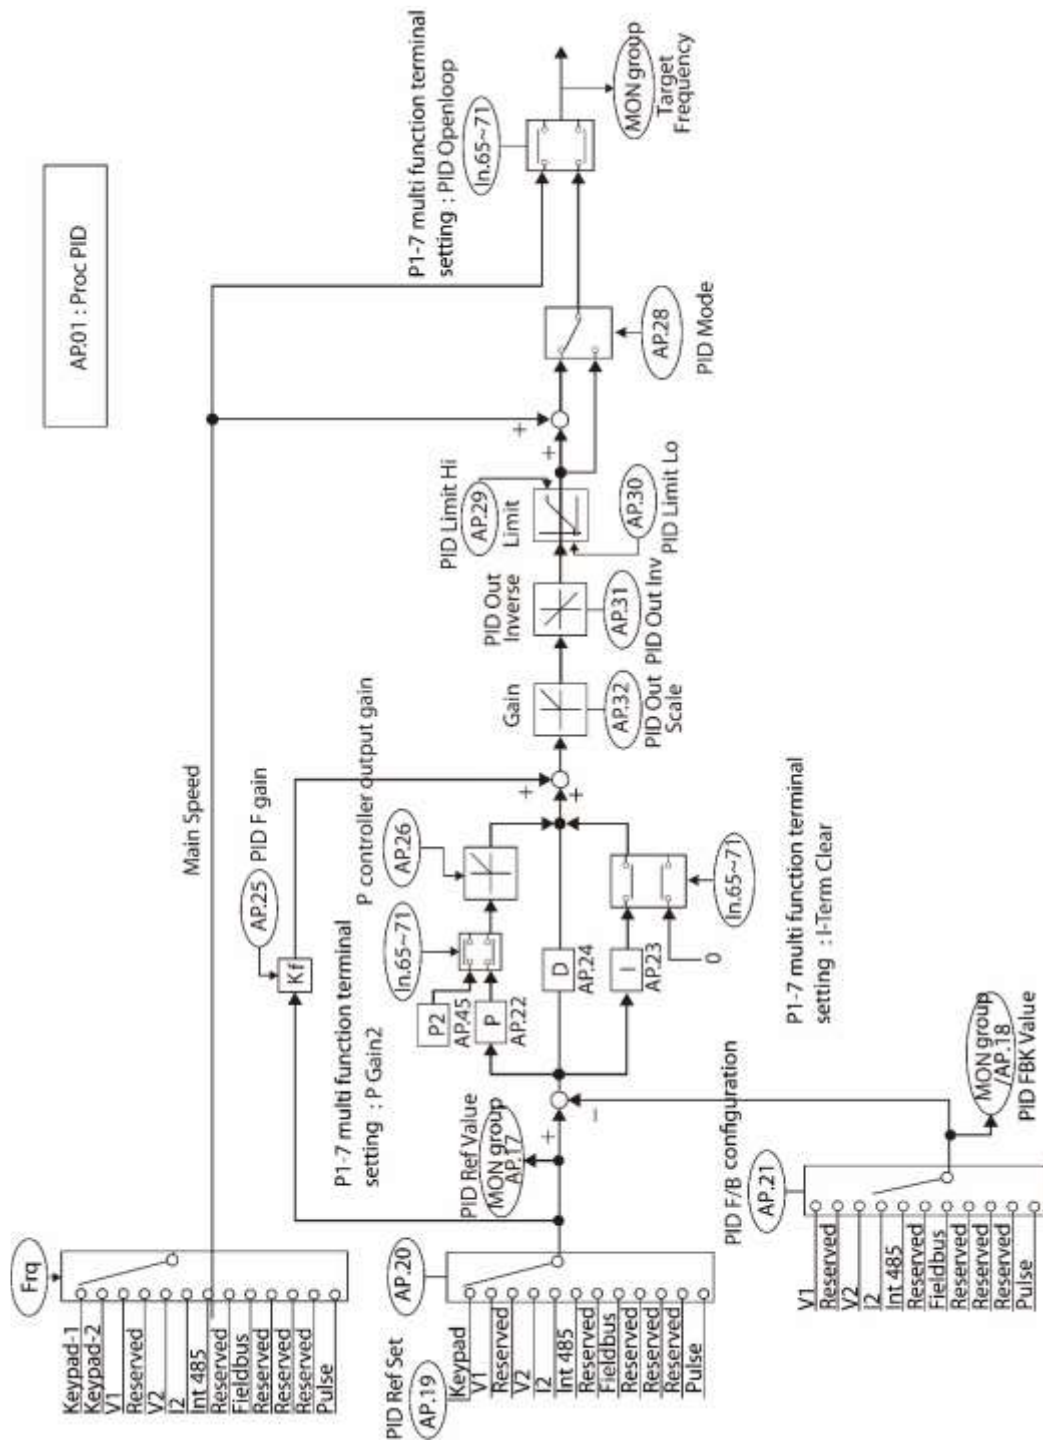 AP.01 : Proc PID
Frq
Keypad-1
Keypad-2
V1
Reserved
V2
I2
Int 485
Reserved
Fieldbus
Reserved
Reserved
Pulse
Main Speed
AP.25
PID F gain
Kf
P1-7 multi function terminal
setting : PID Openloop
In.65~71
MON group
Target
Frequency
PID Ref Set
AP.19
AP.20
Keypad
V1
Reserved
V2
I2
Int 485
Reserved
Fieldbus
Reserved
Reserved
Reserved
Pulse
PID Ref Value
MON group
AP.17
+
−
P1-7 multi function terminal
setting : P Gain2
In.65~71
P2
AP.45
P
AP.22
P controller output gain
AP.26
D
AP.24
I
AP.23
0
In.65~71
P1-7 multi function terminal
setting : I-Term Clear
+
+
Gain
AP.32
PID Out
Scale
PID Out
Inverse
AP.31
PID Out Inv
PID Limit Hi
AP.29
Limit
AP.30
PID Limit Lo
+
+
AP.28
PID Mode
PID F/B configuration
AP.21
V1
Reserved
V2
I2
Int 485
Reserved
Fieldbus
Reserved
Reserved
Reserved
Pulse
MON group
/AP.18
PID FBK Value